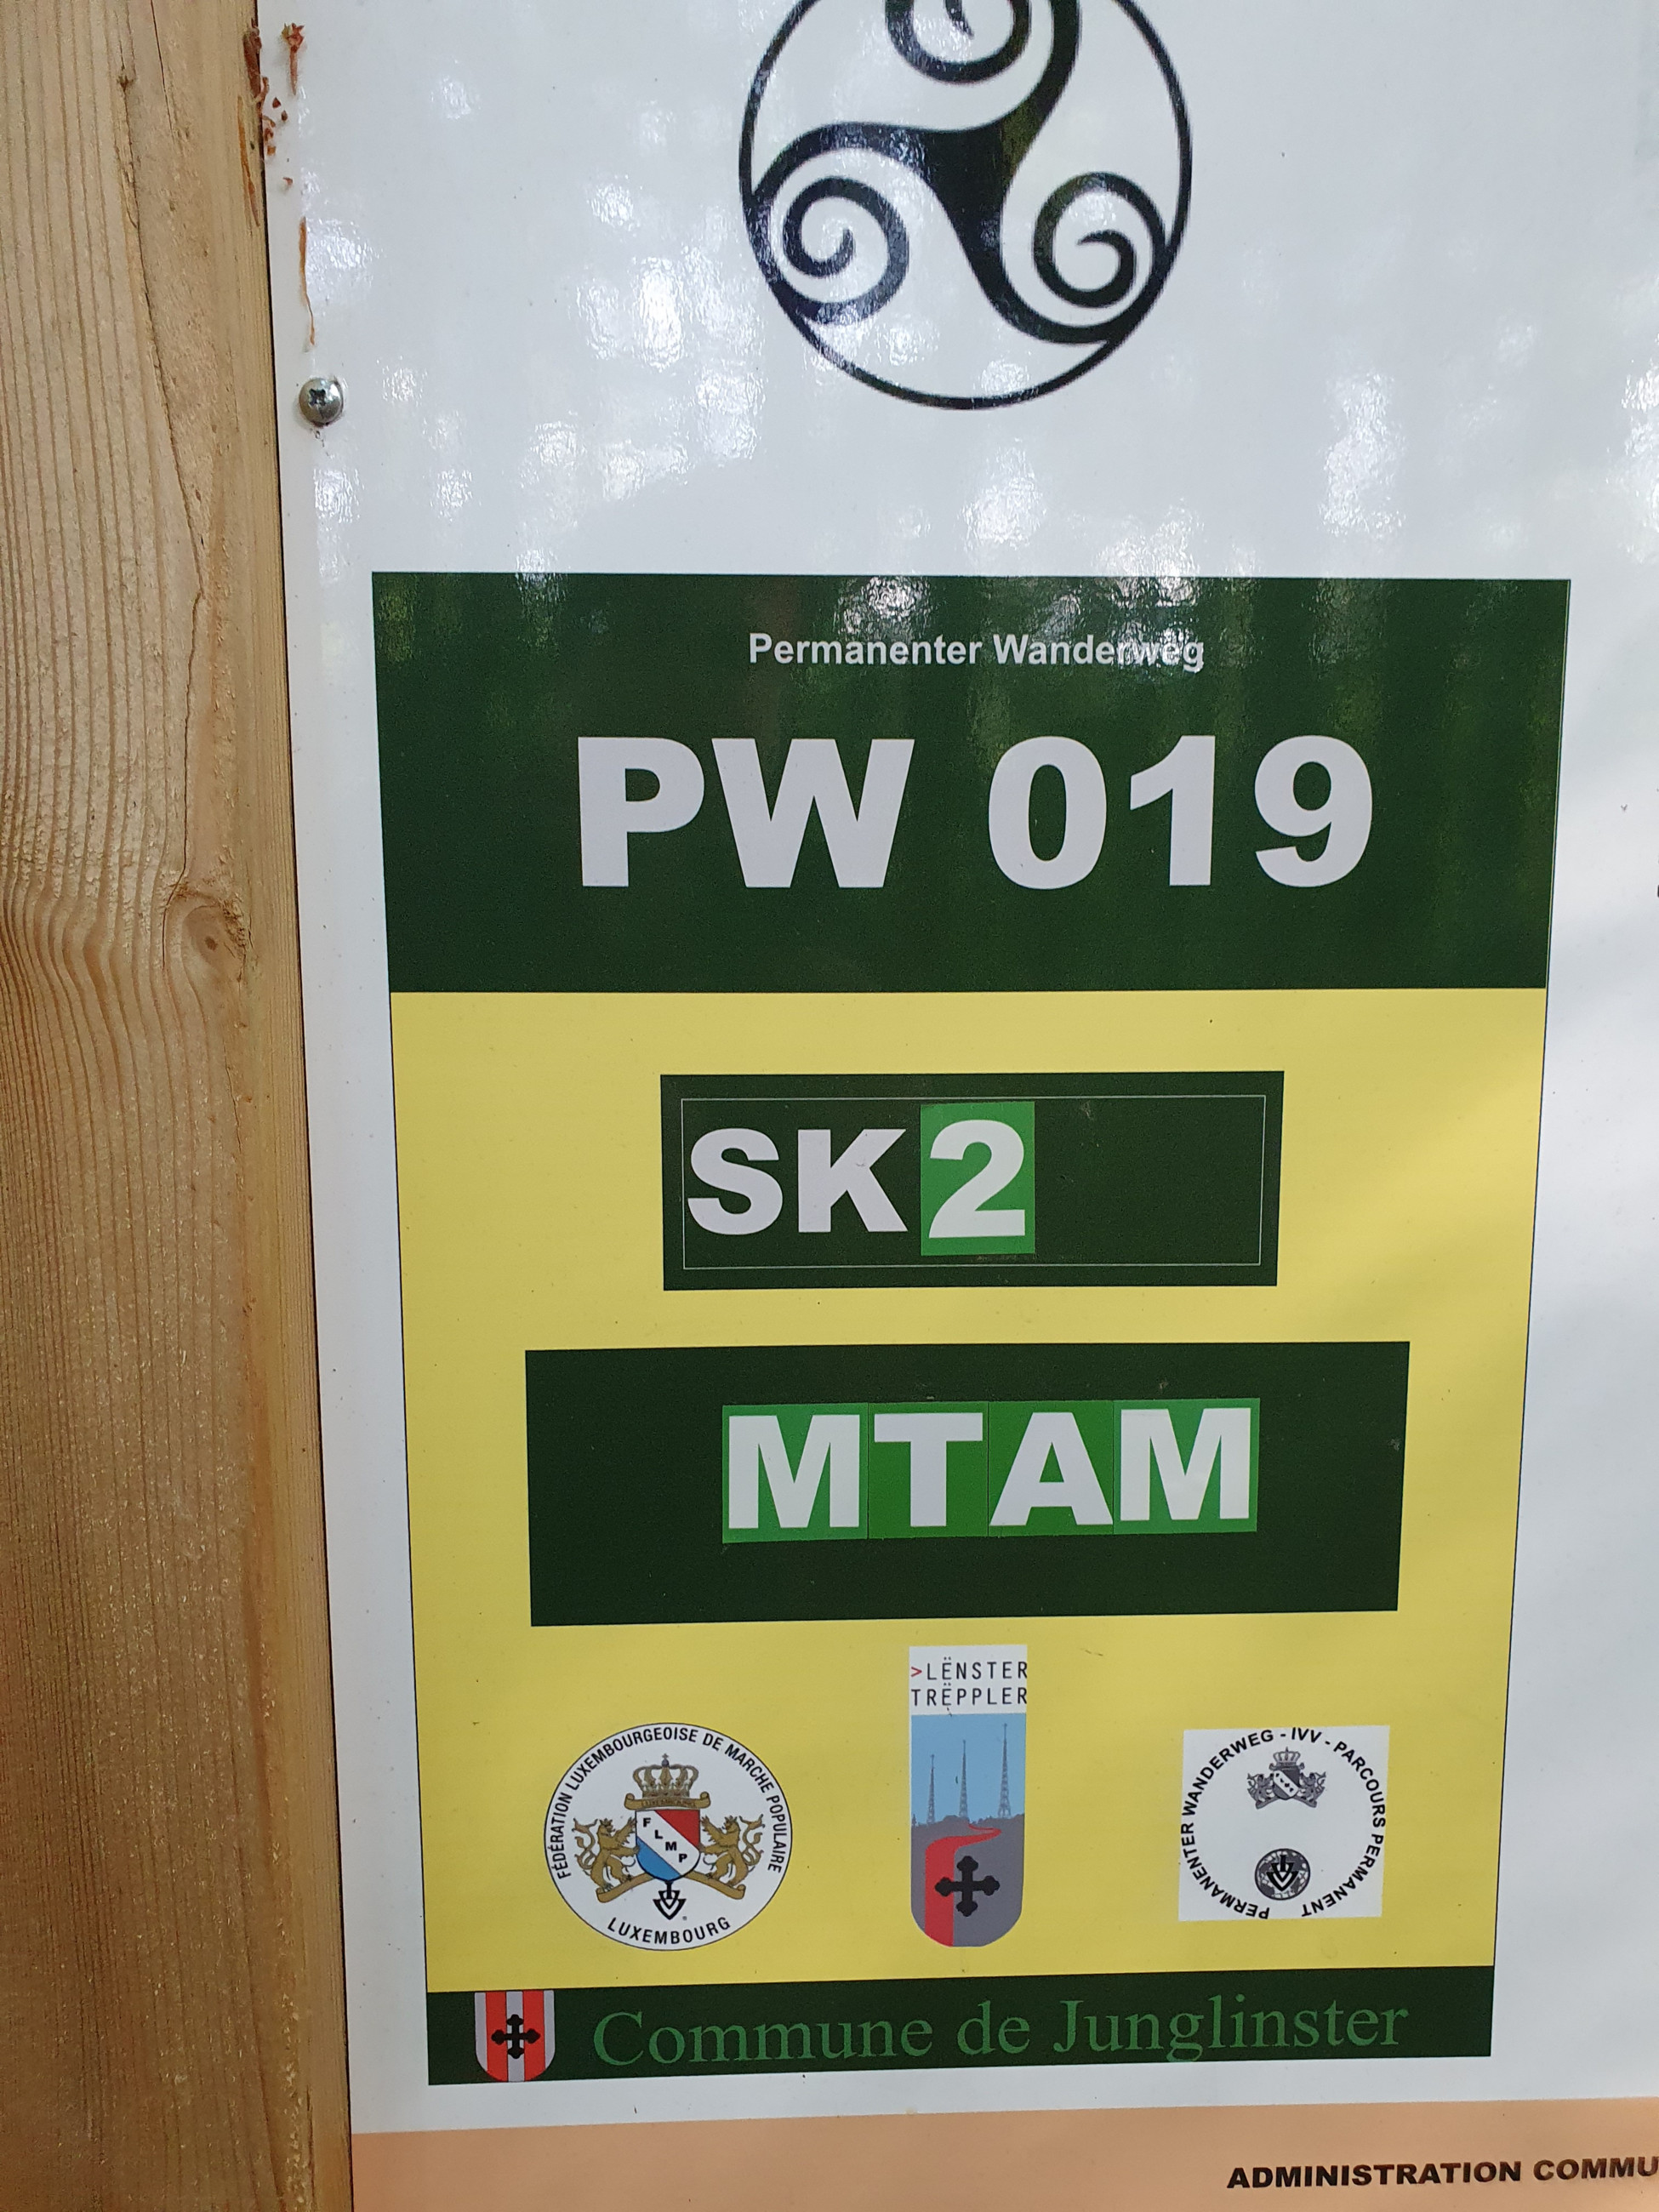 Permanenter Wanderweg
PW 019
SK2
MTAM
>LËNSTER
TRËPPLER
FÉDÉRATION LUXEMBOURGEOISE DE MARCHE POPULAIRE
F L M P
LUXEMBOURG
PERMANENTER WANDERWEG - IVV - PARCOURS PERMANENT
Commune de Junglinster
ADMINISTRATION COMMU